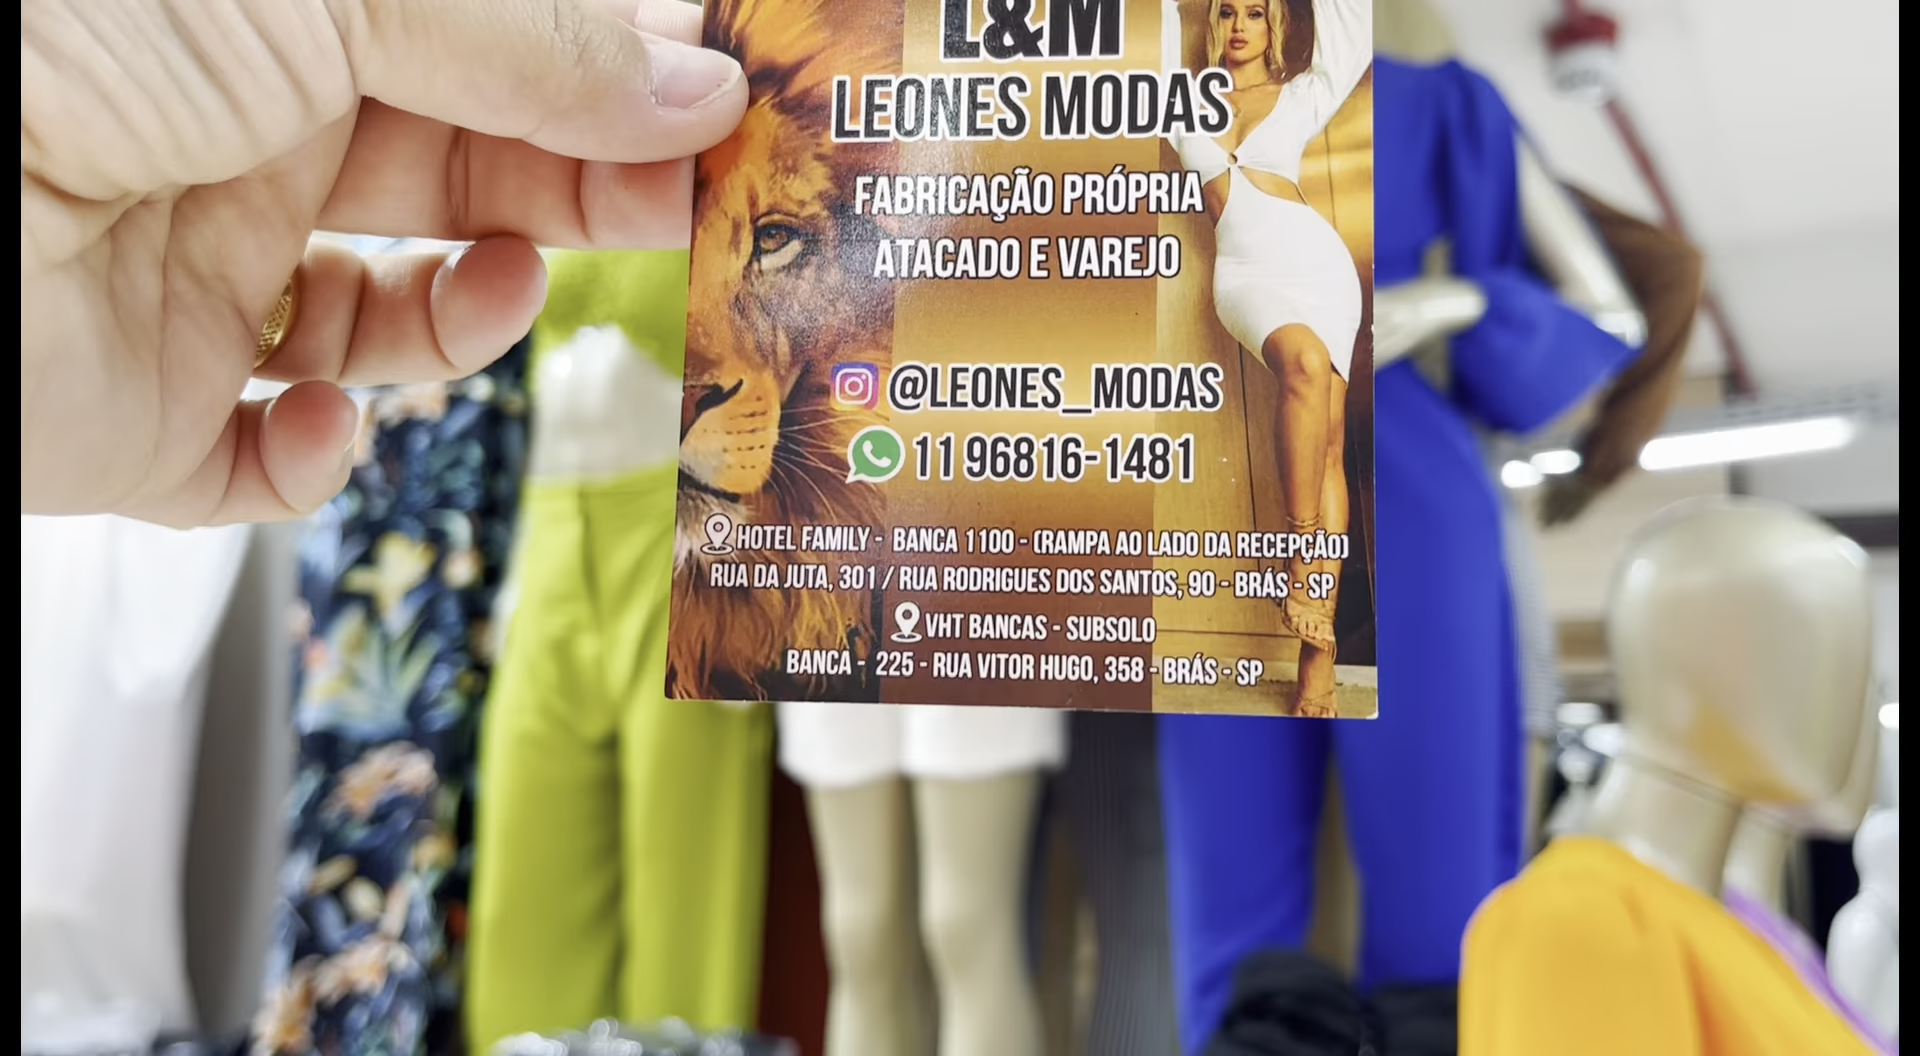 L&M
LEONES MODAS
FABRICAÇÃO PRÓPRIA
ATACADO E VAREJO
@LEONES_MODAS
11 96816-1481
HOTEL FAMILY - BANCA 1100 - (RAMPA AO LADO DA RECEPÇÃO)
RUA DA JUTA, 301 / RUA RODRIGUES DOS SANTOS, 90 - BRÁS - SP
VHT BANCAS - SUBSOLO
BANCA - 225 - RUA VITOR HUGO, 358 - BRÁS - SP